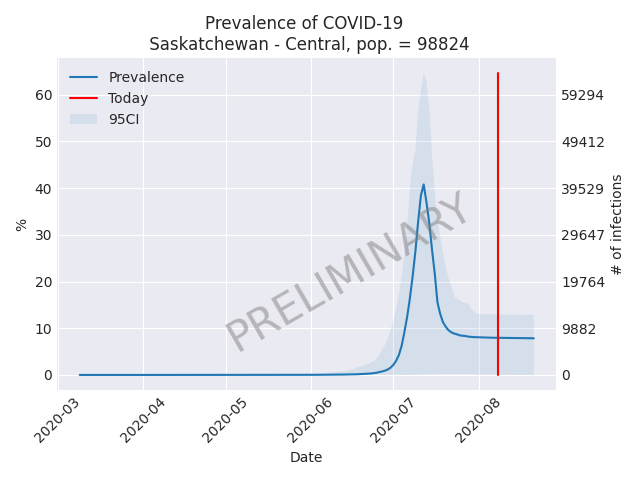 Prevalence of COVID-19
Saskatchewan - Central, pop. = 98824
Prevalence
Today
95CI
60
50
40
30
20
10
0
%
59294
49412
39529
29647
19764
9882
0
# of infections
PRELIMINARY
2020-03
2020-04
2020-05
2020-06
2020-07
2020-08
Date